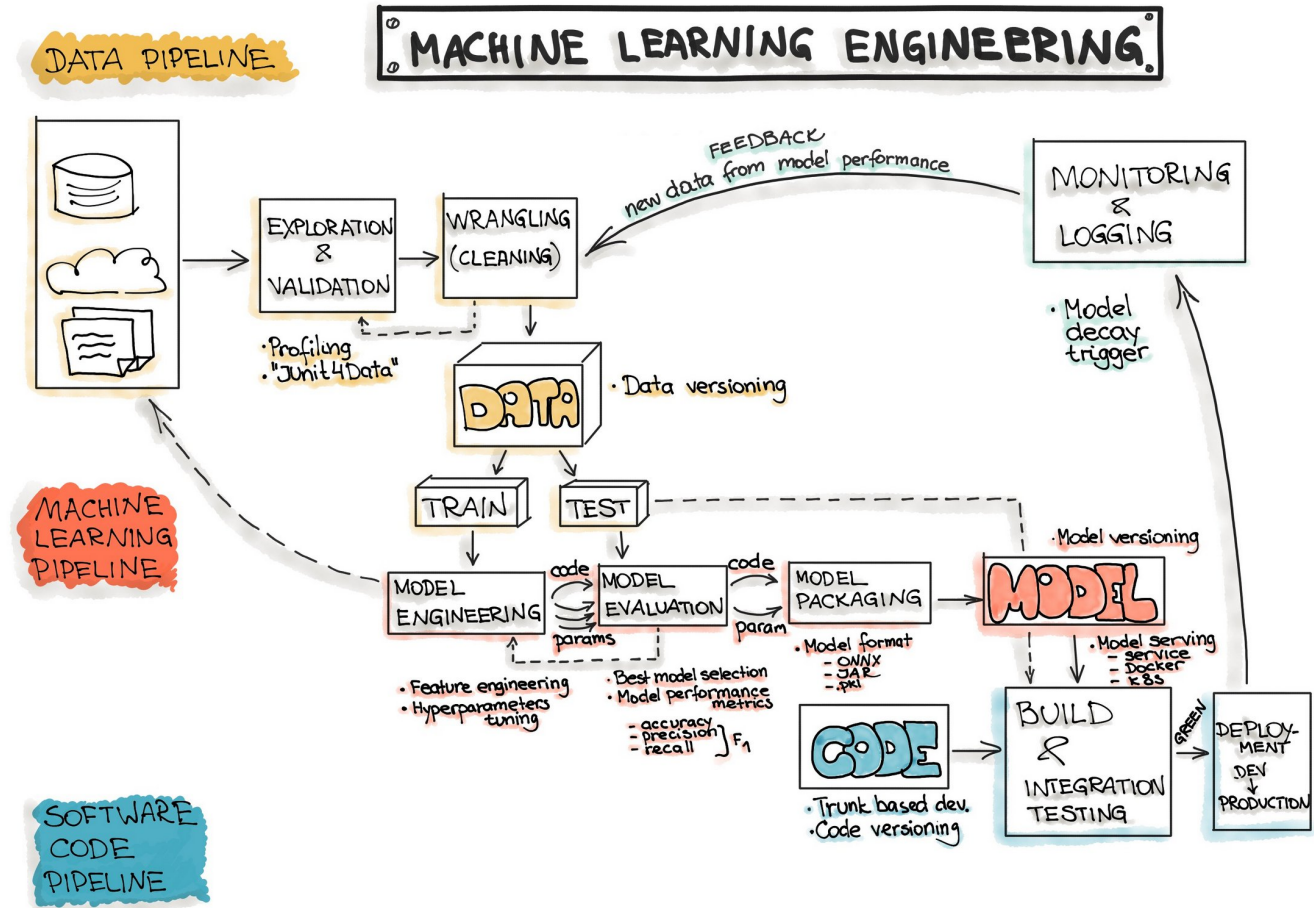 DATA PIPELINE
MACHINE LEARNING ENGINEERING
FEEDBACK
new data from model performance
MONITORING
&
LOGGING
· Model
decay
trigger
EXPLORATION
&
VALIDATION
· Profiling
· "JUnit4Data"
WRANGLING
(CLEANING)
DATA
· Data versioning
TRAIN
TEST
MACHINE
LEARNING
PIPELINE
MODEL
ENGINEERING
· Feature engineering
· Hyperparameters
tuning
code
params
MODEL
EVALUATION
· Best model selection
· Model performance
metrics
- accuracy
- precision
- recall
F1
code
param
MODEL
PACKAGING
· Model format
- ONNX
- JAR
- .pkl
· Model versioning
MODEL
· Model serving
- service
- Docker
- K8s
CODE
· Trunk based dev.
· Code versioning
BUILD
&
INTEGRATION
TESTING
GREEN
DEPLOY-
MENT
DEV
PRODUCTION
SOFTWARE
CODE
PIPELINE